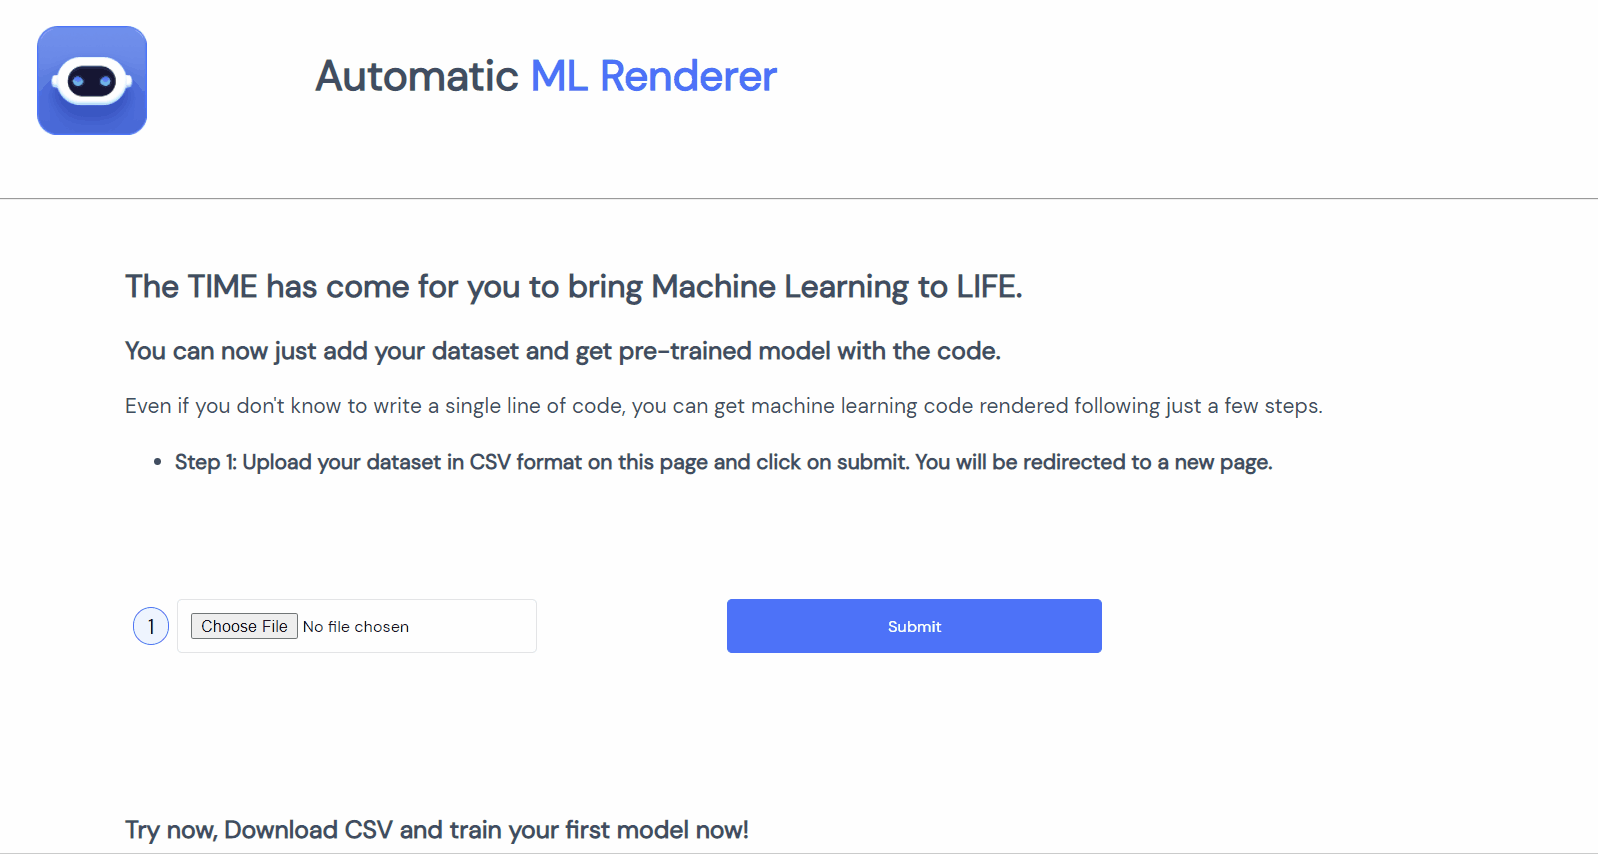 Automatic ML Renderer
The TIME has come for you to bring Machine Learning to LIFE.
You can now just add your dataset and get pre-trained model with the code.
Even if you don't know to write a single line of code, you can get machine learning code rendered following just a few steps.
• Step 1: Upload your dataset in CSV format on this page and click on submit. You will be redirected to a new page.
1 Choose File No file chosen Submit
Try now, Download CSV and train your first model now!